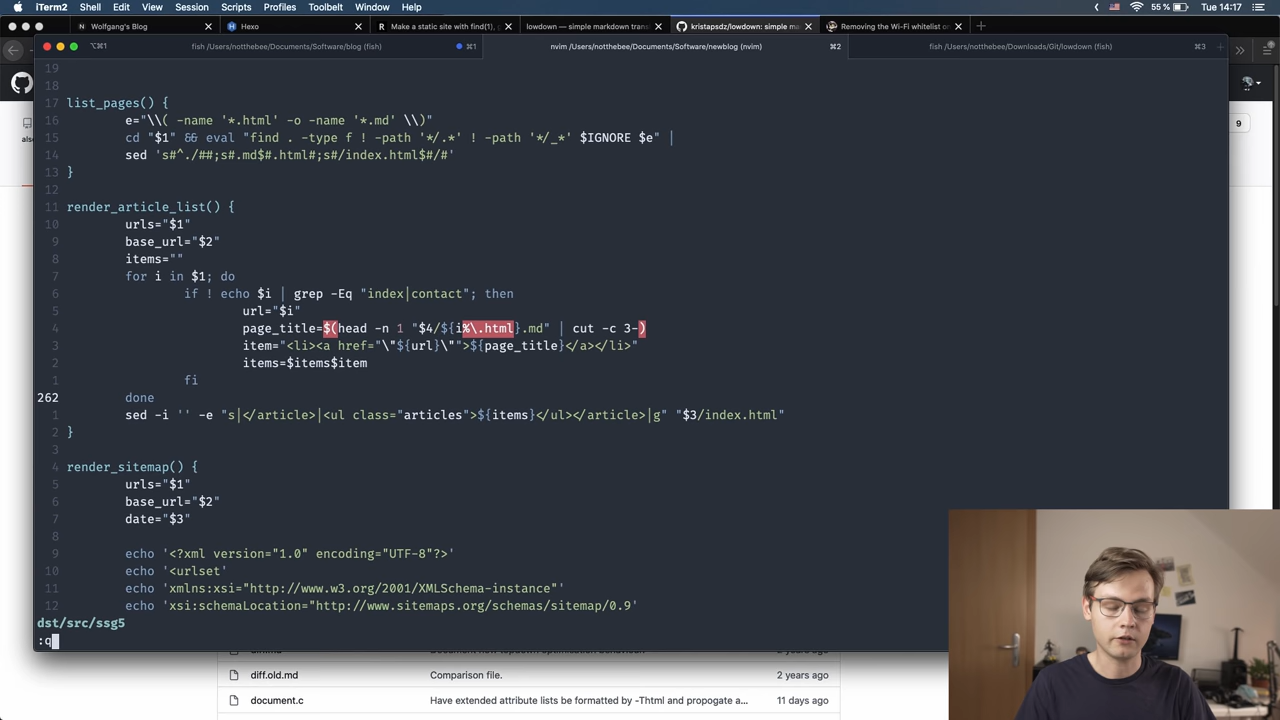 iTerm2 Shell Edit View Session Scripts Profiles Toolbelt Window Help 55 % Tue 14:17
Wolfgang's Blog Hexo Make a static site with find(1), g lowdown — simple markdown trans kristapsdz/lowdown: simple ma Removing the Wi-Fi whitelist on
⌥⌘1 fish /Users/notthebee/Documents/Software/blog (fish) ⌘1 nvim /Users/notthebee/Documents/Software/newblog (nvim) ⌘2 fish /Users/notthebee/Downloads/Git/lowdown (fish) ⌘3
19
18
17 list_pages() {
16 e="\\( -name '*.html' -o -name '*.md' \\)"
15 cd "$1" && eval "find . -type f ! -path '*/.*' ! -path '*/_*' $IGNORE $e" |
14 sed 's#^./##;s#.md$#.html#;s#/index.html$#/#'
13 }
12
11 render_article_list() {
10 urls="$1"
9 base_url="$2"
8 items=""
7 for i in $1; do
6 if ! echo $i | grep -Eq "index|contact"; then
5 url="$i"
4 page_title=$(head -n 1 "$4/${i%\.html}.md" | cut -c 3-)
3 item="<li><a href="\"${url}\"">${page_title}</a></li>"
2 items=$items$item
1 fi
262 done
1 sed -i '' -e "s|</article>|<ul class="articles">${items}</ul></article>|g" "$3/index.html"
2 }
3
4 render_sitemap() {
5 urls="$1"
6 base_url="$2"
7 date="$3"
8
9 echo '<?xml version="1.0" encoding="UTF-8"?>'
10 echo '<urlset'
11 echo 'xmlns:xsi="http://www.w3.org/2001/XMLSchema-instance"'
12 echo 'xsi:schemaLocation="http://www.sitemaps.org/schemas/sitemap/0.9'
dst/src/ssg5
:q
also
9
diff.old.md Comparison file. 2 years ago
document.c Have extended attribute lists be formatted by -Thtml and propogate a... 11 days ago